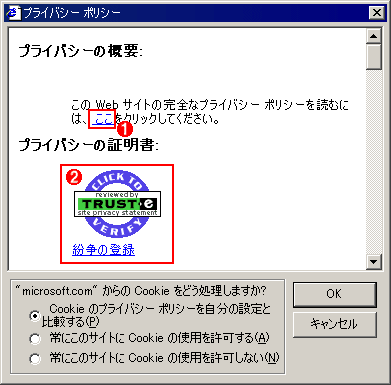 プライバシー ポリシー
プライバシーの概要:
この Web サイトの完全なプライバシー ポリシーを読むに
は、ここをクリックしてください。
1
プライバシーの証明書:
2
CLICK TO
reviewed by
TRUST·e
site privacy statement
VERIFY
紛争の登録
"microsoft.com" からの Cookie をどう処理しますか?
Cookie のプライバシー ポリシーを自分の設定と
比較する(P)
常にこのサイトに Cookie の使用を許可する(A)
常にこのサイトに Cookie の使用を許可しない(N)
OK
キャンセル